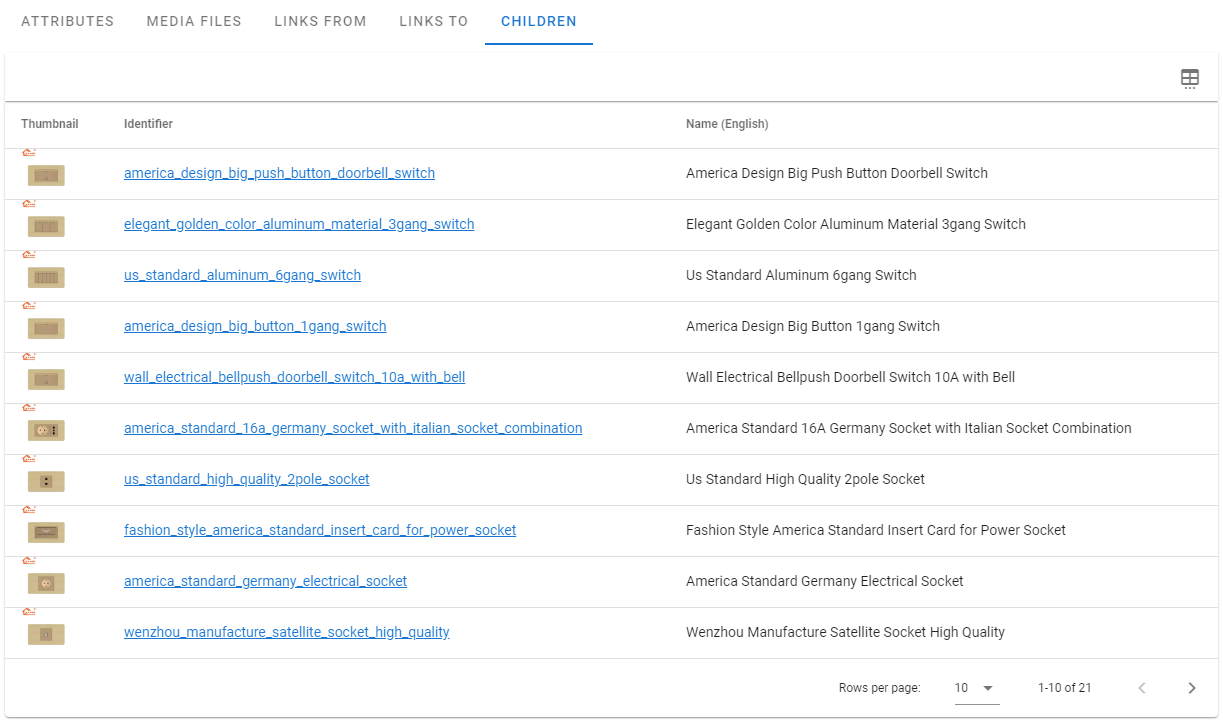 ATTRIBUTES MEDIA FILES LINKS FROM LINKS TO CHILDREN
Thumbnail Identifier Name (English)
america_design_big_push_button_doorbell_switch America Design Big Push Button Doorbell Switch
elegant_golden_color_aluminum_material_3gang_switch Elegant Golden Color Aluminum Material 3gang Switch
us_standard_aluminum_6gang_switch Us Standard Aluminum 6gang Switch
america_design_big_button_1gang_switch America Design Big Button 1gang Switch
wall_electrical_bellpush_doorbell_switch_10a_with_bell Wall Electrical Bellpush Doorbell Switch 10A with Bell
america_standard_16a_germany_socket_with_italian_socket_combination America Standard 16A Germany Socket with Italian Socket Combination
us_standard_high_quality_2pole_socket Us Standard High Quality 2pole Socket
fashion_style_america_standard_insert_card_for_power_socket Fashion Style America Standard Insert Card for Power Socket
america_standard_germany_electrical_socket America Standard Germany Electrical Socket
wenzhou_manufacture_satellite_socket_high_quality Wenzhou Manufacture Satellite Socket High Quality
Rows per page: 10 1-10 of 21